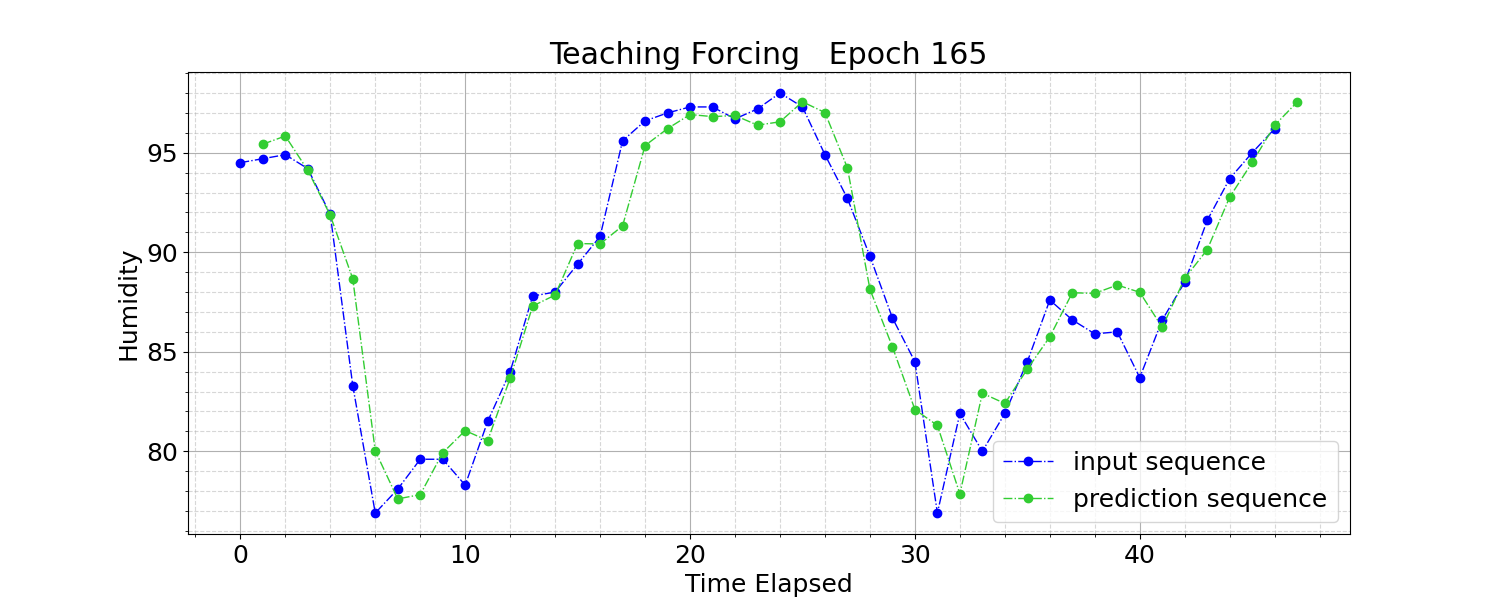 Teaching Forcing   Epoch 165
Humidity
95
90
85
80
input sequence
prediction sequence
0 10 20 30 40
Time Elapsed